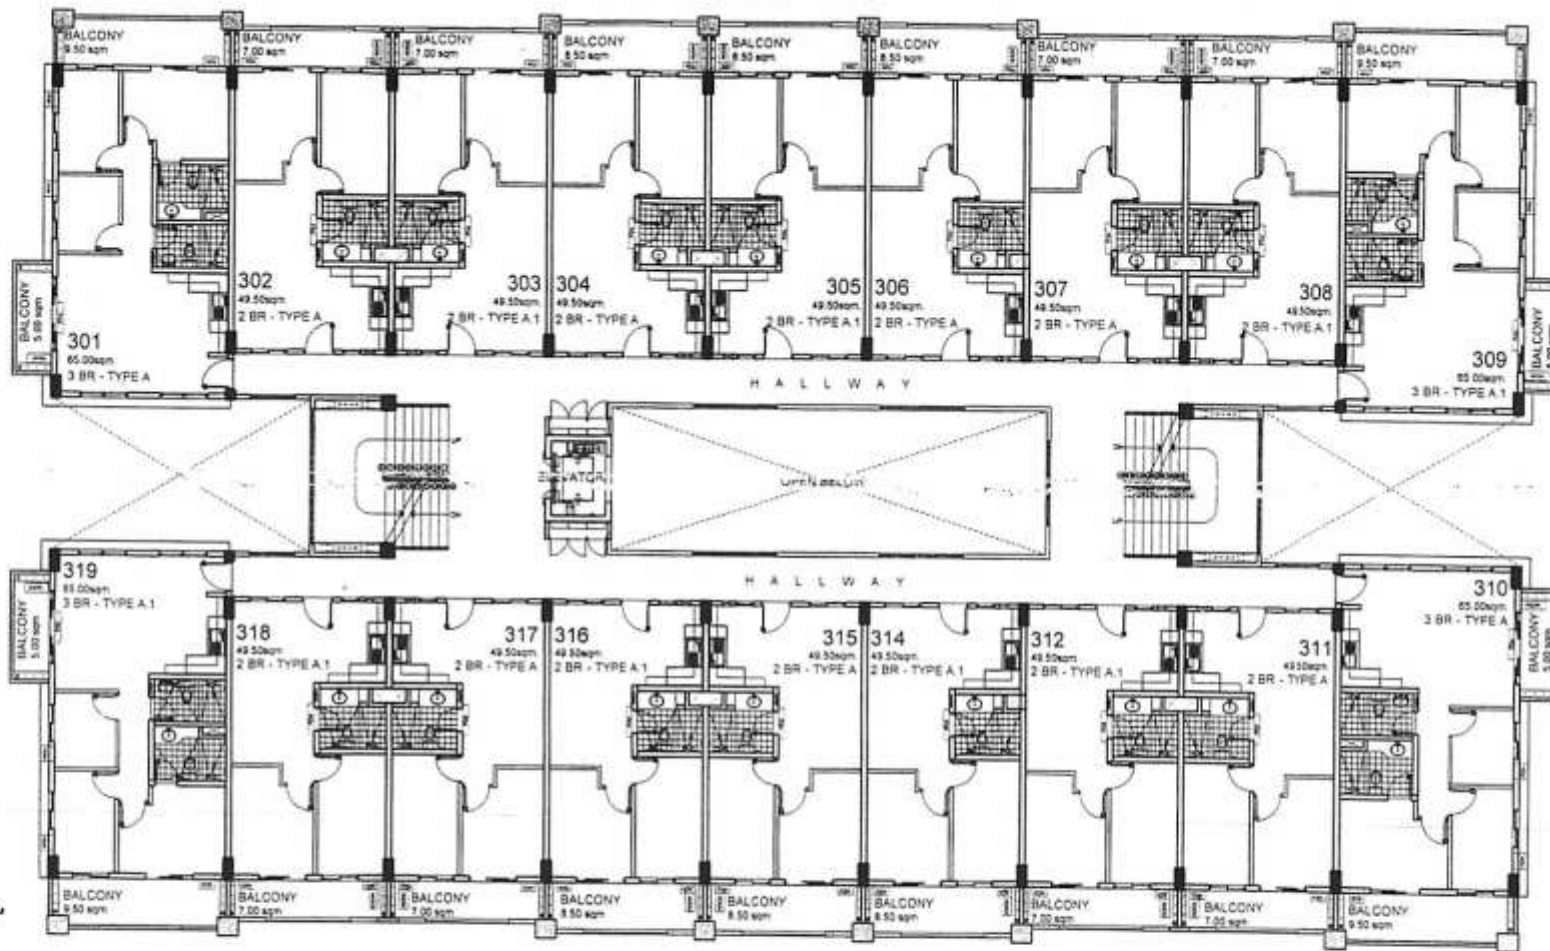 BALCONY
9.50 sqm
BALCONY
7.00 sqm
BALCONY
7.00 sqm
BALCONY
8.50 sqm
BALCONY
8.50 sqm
BALCONY
8.50 sqm
BALCONY
7.00 sqm
BALCONY
7.00 sqm
BALCONY
9.50 sqm
BALCONY
5.00 sqm
301
65.00sqm
3 BR - TYPE A
302
49.50sqm
2 BR - TYPE A
303
49.50sqm
2 BR - TYPE A.1
304
49.50sqm
2 BR - TYPE A
305
49.50sqm
2 BR - TYPE A.1
306
49.50sqm
2 BR - TYPE A
307
49.50sqm
2 BR - TYPE A
308
49.50sqm
2 BR - TYPE A.1
309
65.00sqm
3 BR - TYPE A.1
BALCONY
HALLWAY
ELEVATOR
OPEN BELOW
HALLWAY
BALCONY
5.00 sqm
319
65.00sqm
3 BR - TYPE A.1
318
49.50sqm
2 BR - TYPE A.1
317
49.50sqm
2 BR - TYPE A
316
49.50sqm
2 BR - TYPE A.1
315
49.50sqm
2 BR - TYPE A
314
49.50sqm
2 BR - TYPE A.1
312
49.50sqm
2 BR - TYPE A.1
311
49.50sqm
2 BR - TYPE A
310
65.00sqm
3 BR - TYPE A
BALCONY
5.00 sqm
BALCONY
9.50 sqm
BALCONY
7.00 sqm
BALCONY
7.00 sqm
BALCONY
8.50 sqm
BALCONY
8.50 sqm
BALCONY
8.50 sqm
BALCONY
7.00 sqm
BALCONY
7.00 sqm
BALCONY
9.50 sqm